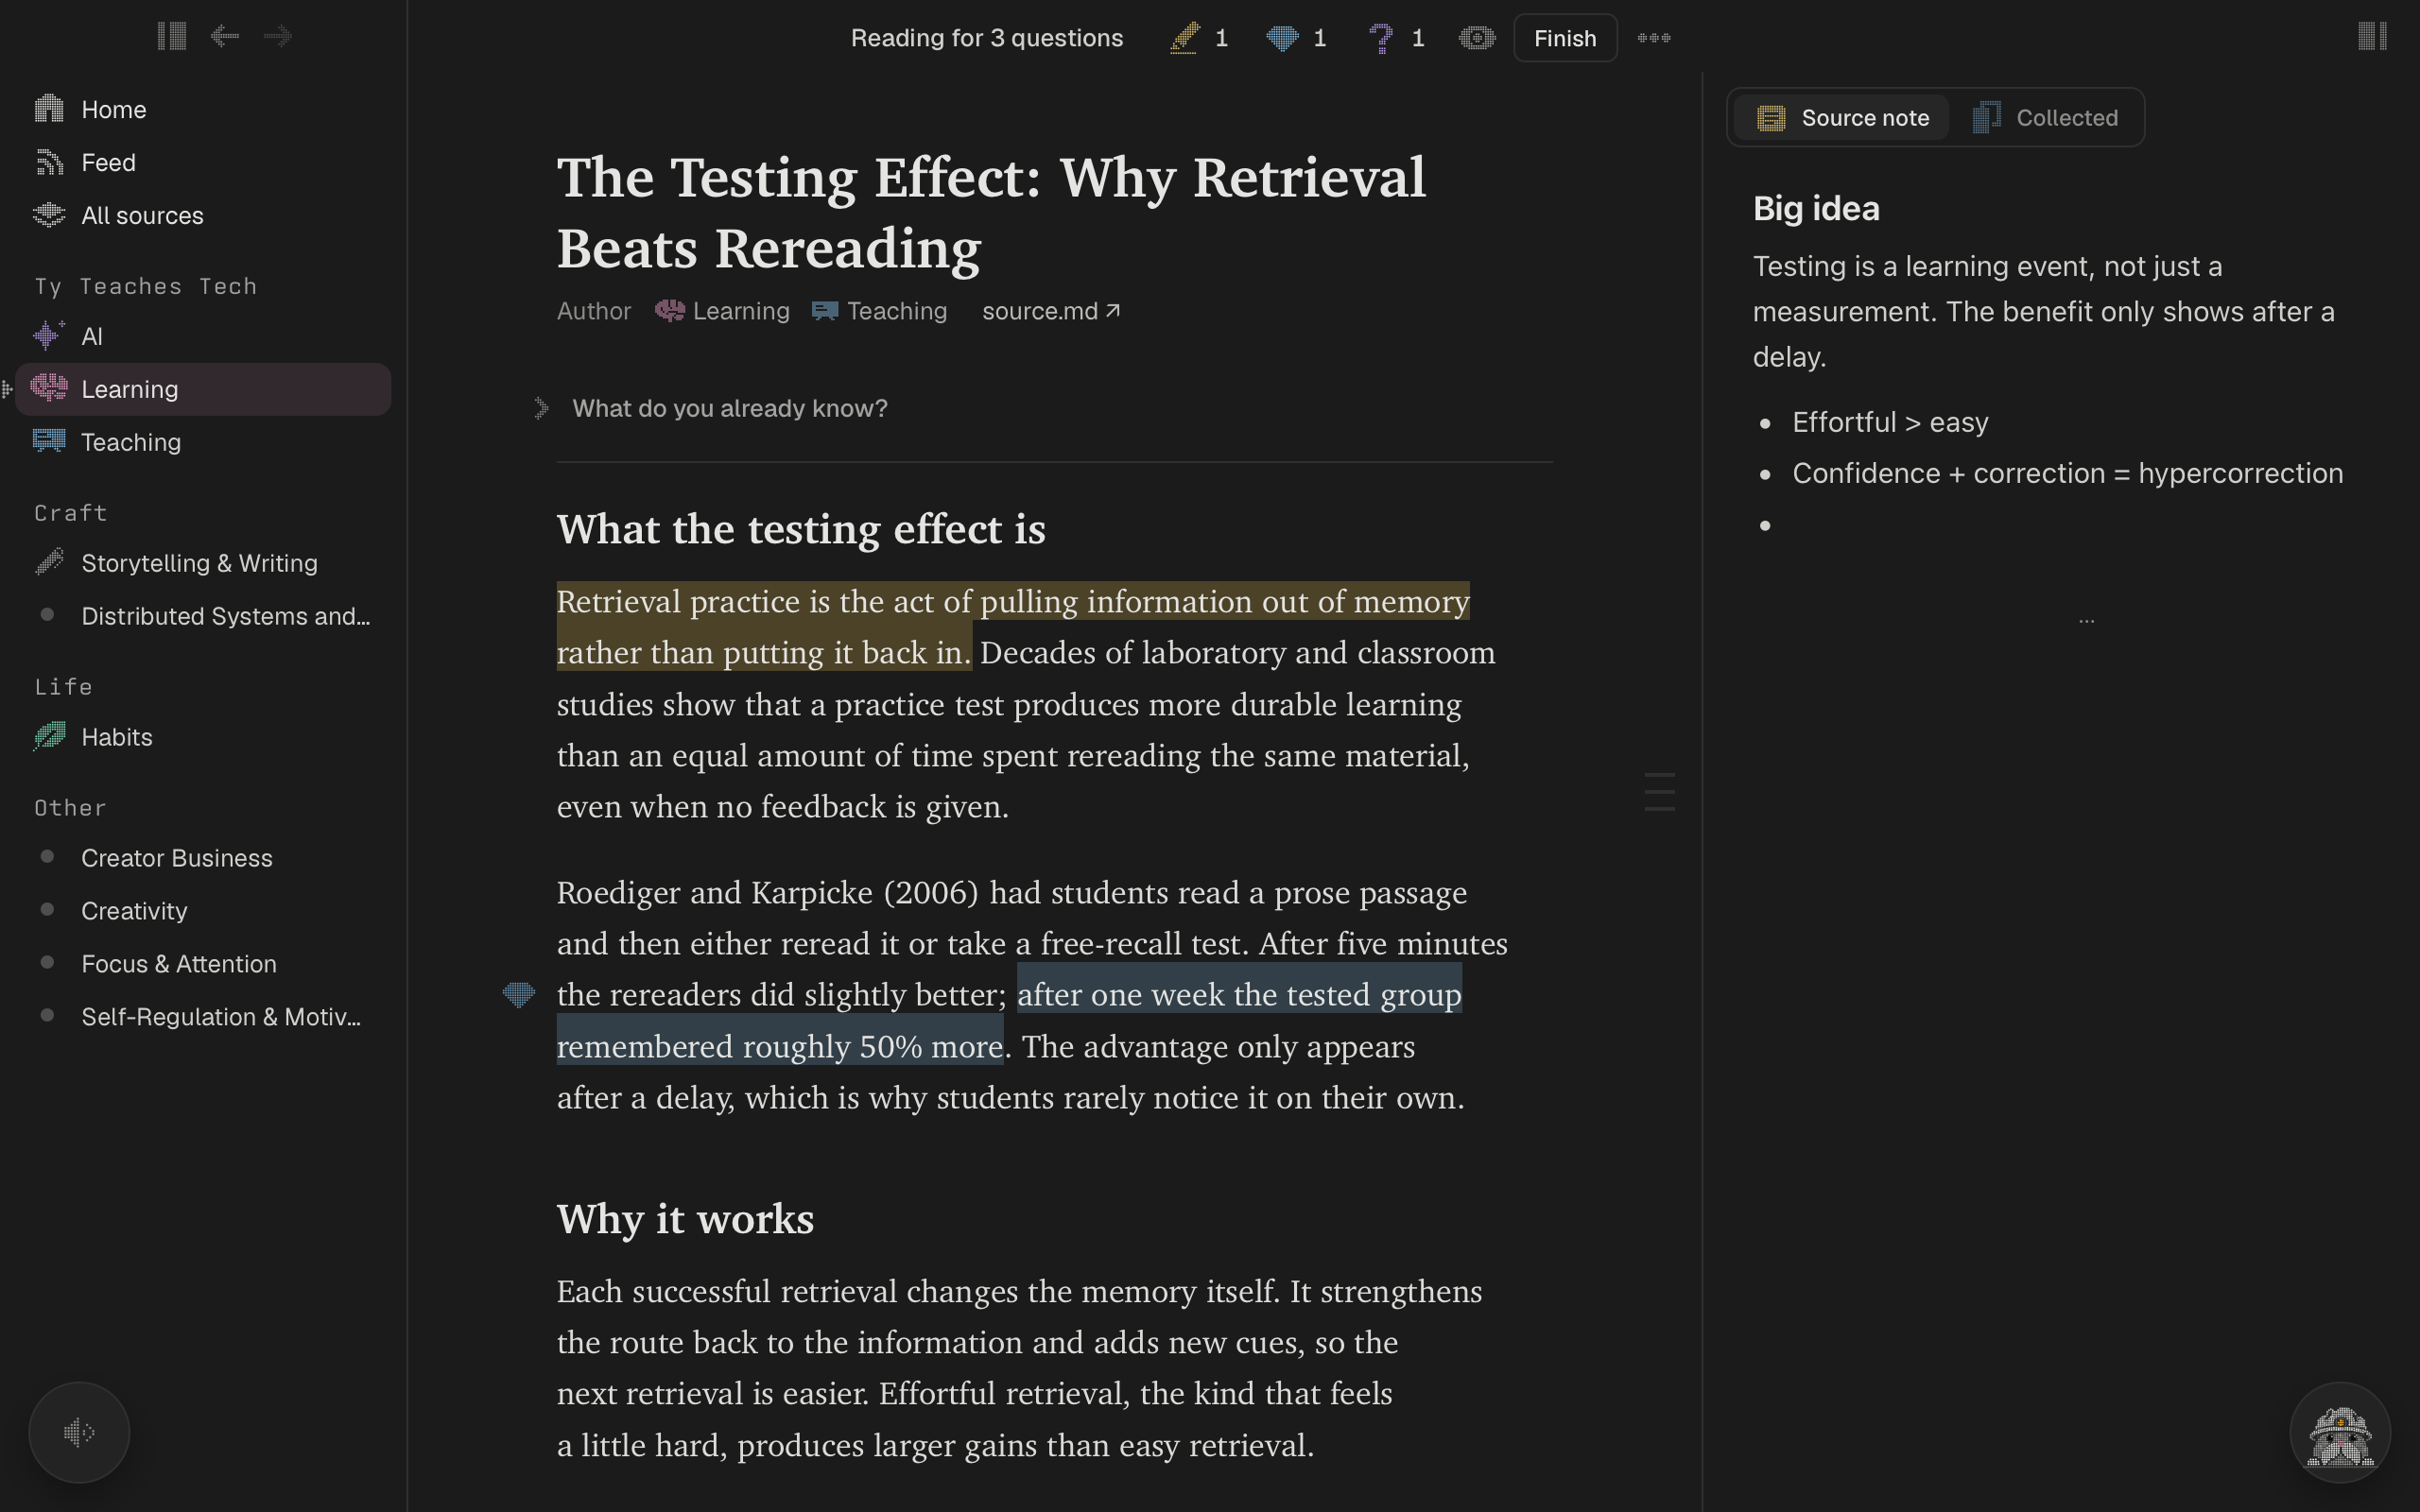 Reading for 3 questions 1 1 1 Finish
Home
Feed
All sources
Ty Teaches Tech
AI
Learning
Teaching
Craft
Storytelling & Writing
Distributed Systems and...
Life
Habits
Other
Creator Business
Creativity
Focus & Attention
Self-Regulation & Motiv...
The Testing Effect: Why Retrieval
Beats Rereading
Author Learning Teaching source.md ↗
What do you already know?
What the testing effect is
Retrieval practice is the act of pulling information out of memory
rather than putting it back in. Decades of laboratory and classroom
studies show that a practice test produces more durable learning
than an equal amount of time spent rereading the same material,
even when no feedback is given.
Roediger and Karpicke (2006) had students read a prose passage
and then either reread it or take a free-recall test. After five minutes
the rereaders did slightly better; after one week the tested group
remembered roughly 50% more. The advantage only appears
after a delay, which is why students rarely notice it on their own.
Why it works
Each successful retrieval changes the memory itself. It strengthens
the route back to the information and adds new cues, so the
next retrieval is easier. Effortful retrieval, the kind that feels
a little hard, produces larger gains than easy retrieval.
Source note Collected
Big idea
Testing is a learning event, not just a
measurement. The benefit only shows after a
delay.
• Effortful > easy
• Confidence + correction = hypercorrection
•
...